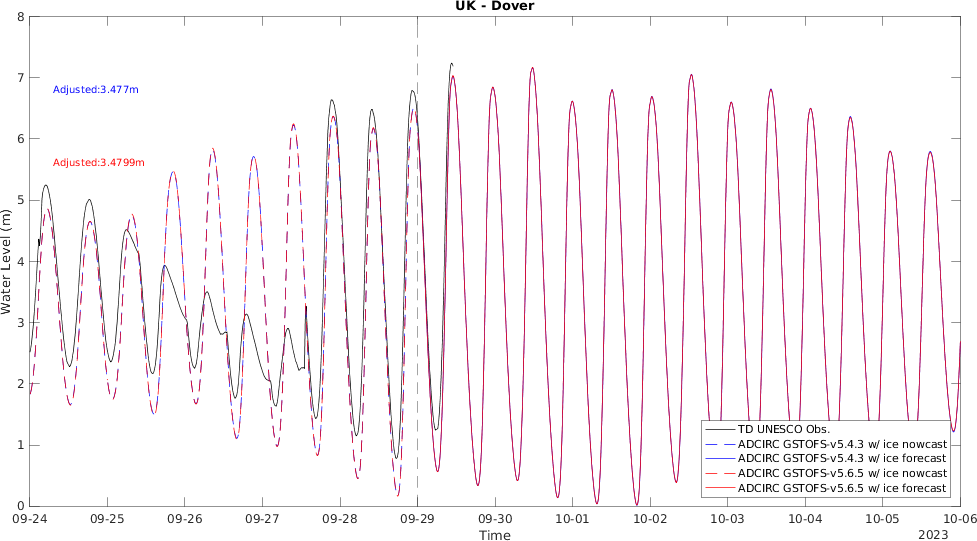 UK - Dover
8
7
6
5
4
3
2
1
0
Water Level (m)
Adjusted:3.477m
Adjusted:3.4799m
TD UNESCO Obs.
ADCIRC GSTOFS-v5.4.3 w/ ice nowcast
ADCIRC GSTOFS-v5.4.3 w/ ice forecast
ADCIRC GSTOFS-v5.6.5 w/ ice nowcast
ADCIRC GSTOFS-v5.6.5 w/ ice forecast
09-24 09-25 09-26 09-27 09-28 09-29 09-30 10-01 10-02 10-03 10-04 10-05 10-06
Time
2023